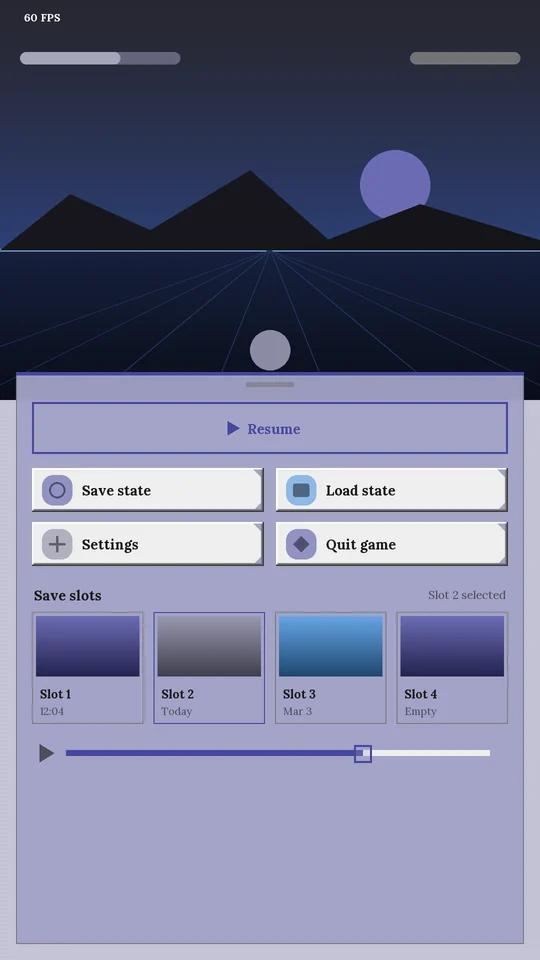 60 FPS
Resume
Save state
Load state
Settings
Quit game
Save slots
Slot 2 selected
Slot 1
12:04
Slot 2
Today
Slot 3
Mar 3
Slot 4
Empty